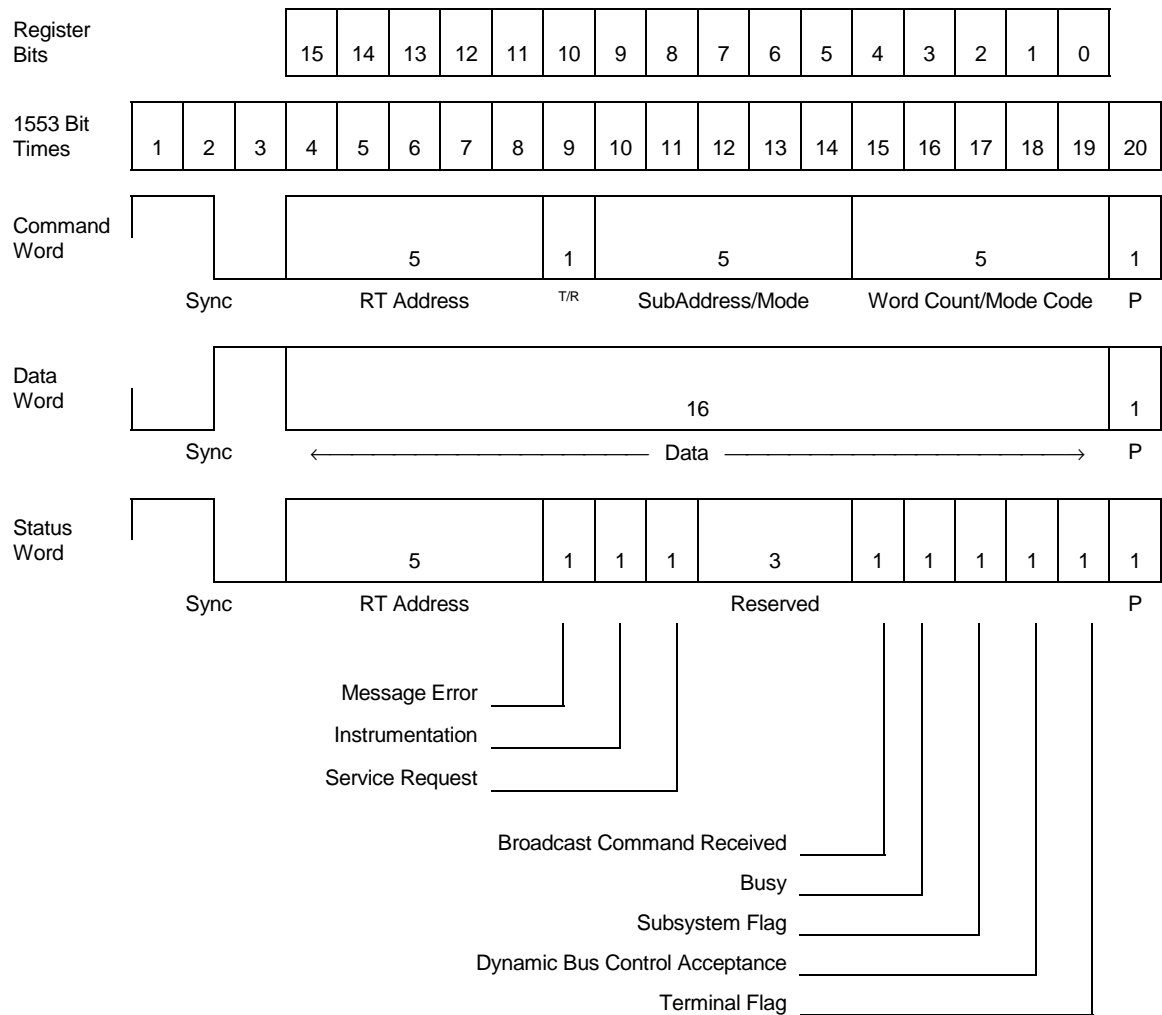 Register
Bits
15 14 13 12 11 10 9 8 7 6 5 4 3 2 1 0
1553 Bit
Times
1 2 3 4 5 6 7 8 9 10 11 12 13 14 15 16 17 18 19 20
Command
Word
5 1 5 5 1
Sync RT Address T/R SubAddress/Mode Word Count/Mode Code P
Data
Word
16 1
Sync Data P
Status
Word
5 1 1 1 3 1 1 1 1 1 1
Sync RT Address Reserved P
Message Error
Instrumentation
Service Request
Broadcast Command Received
Busy
Subsystem Flag
Dynamic Bus Control Acceptance
Terminal Flag